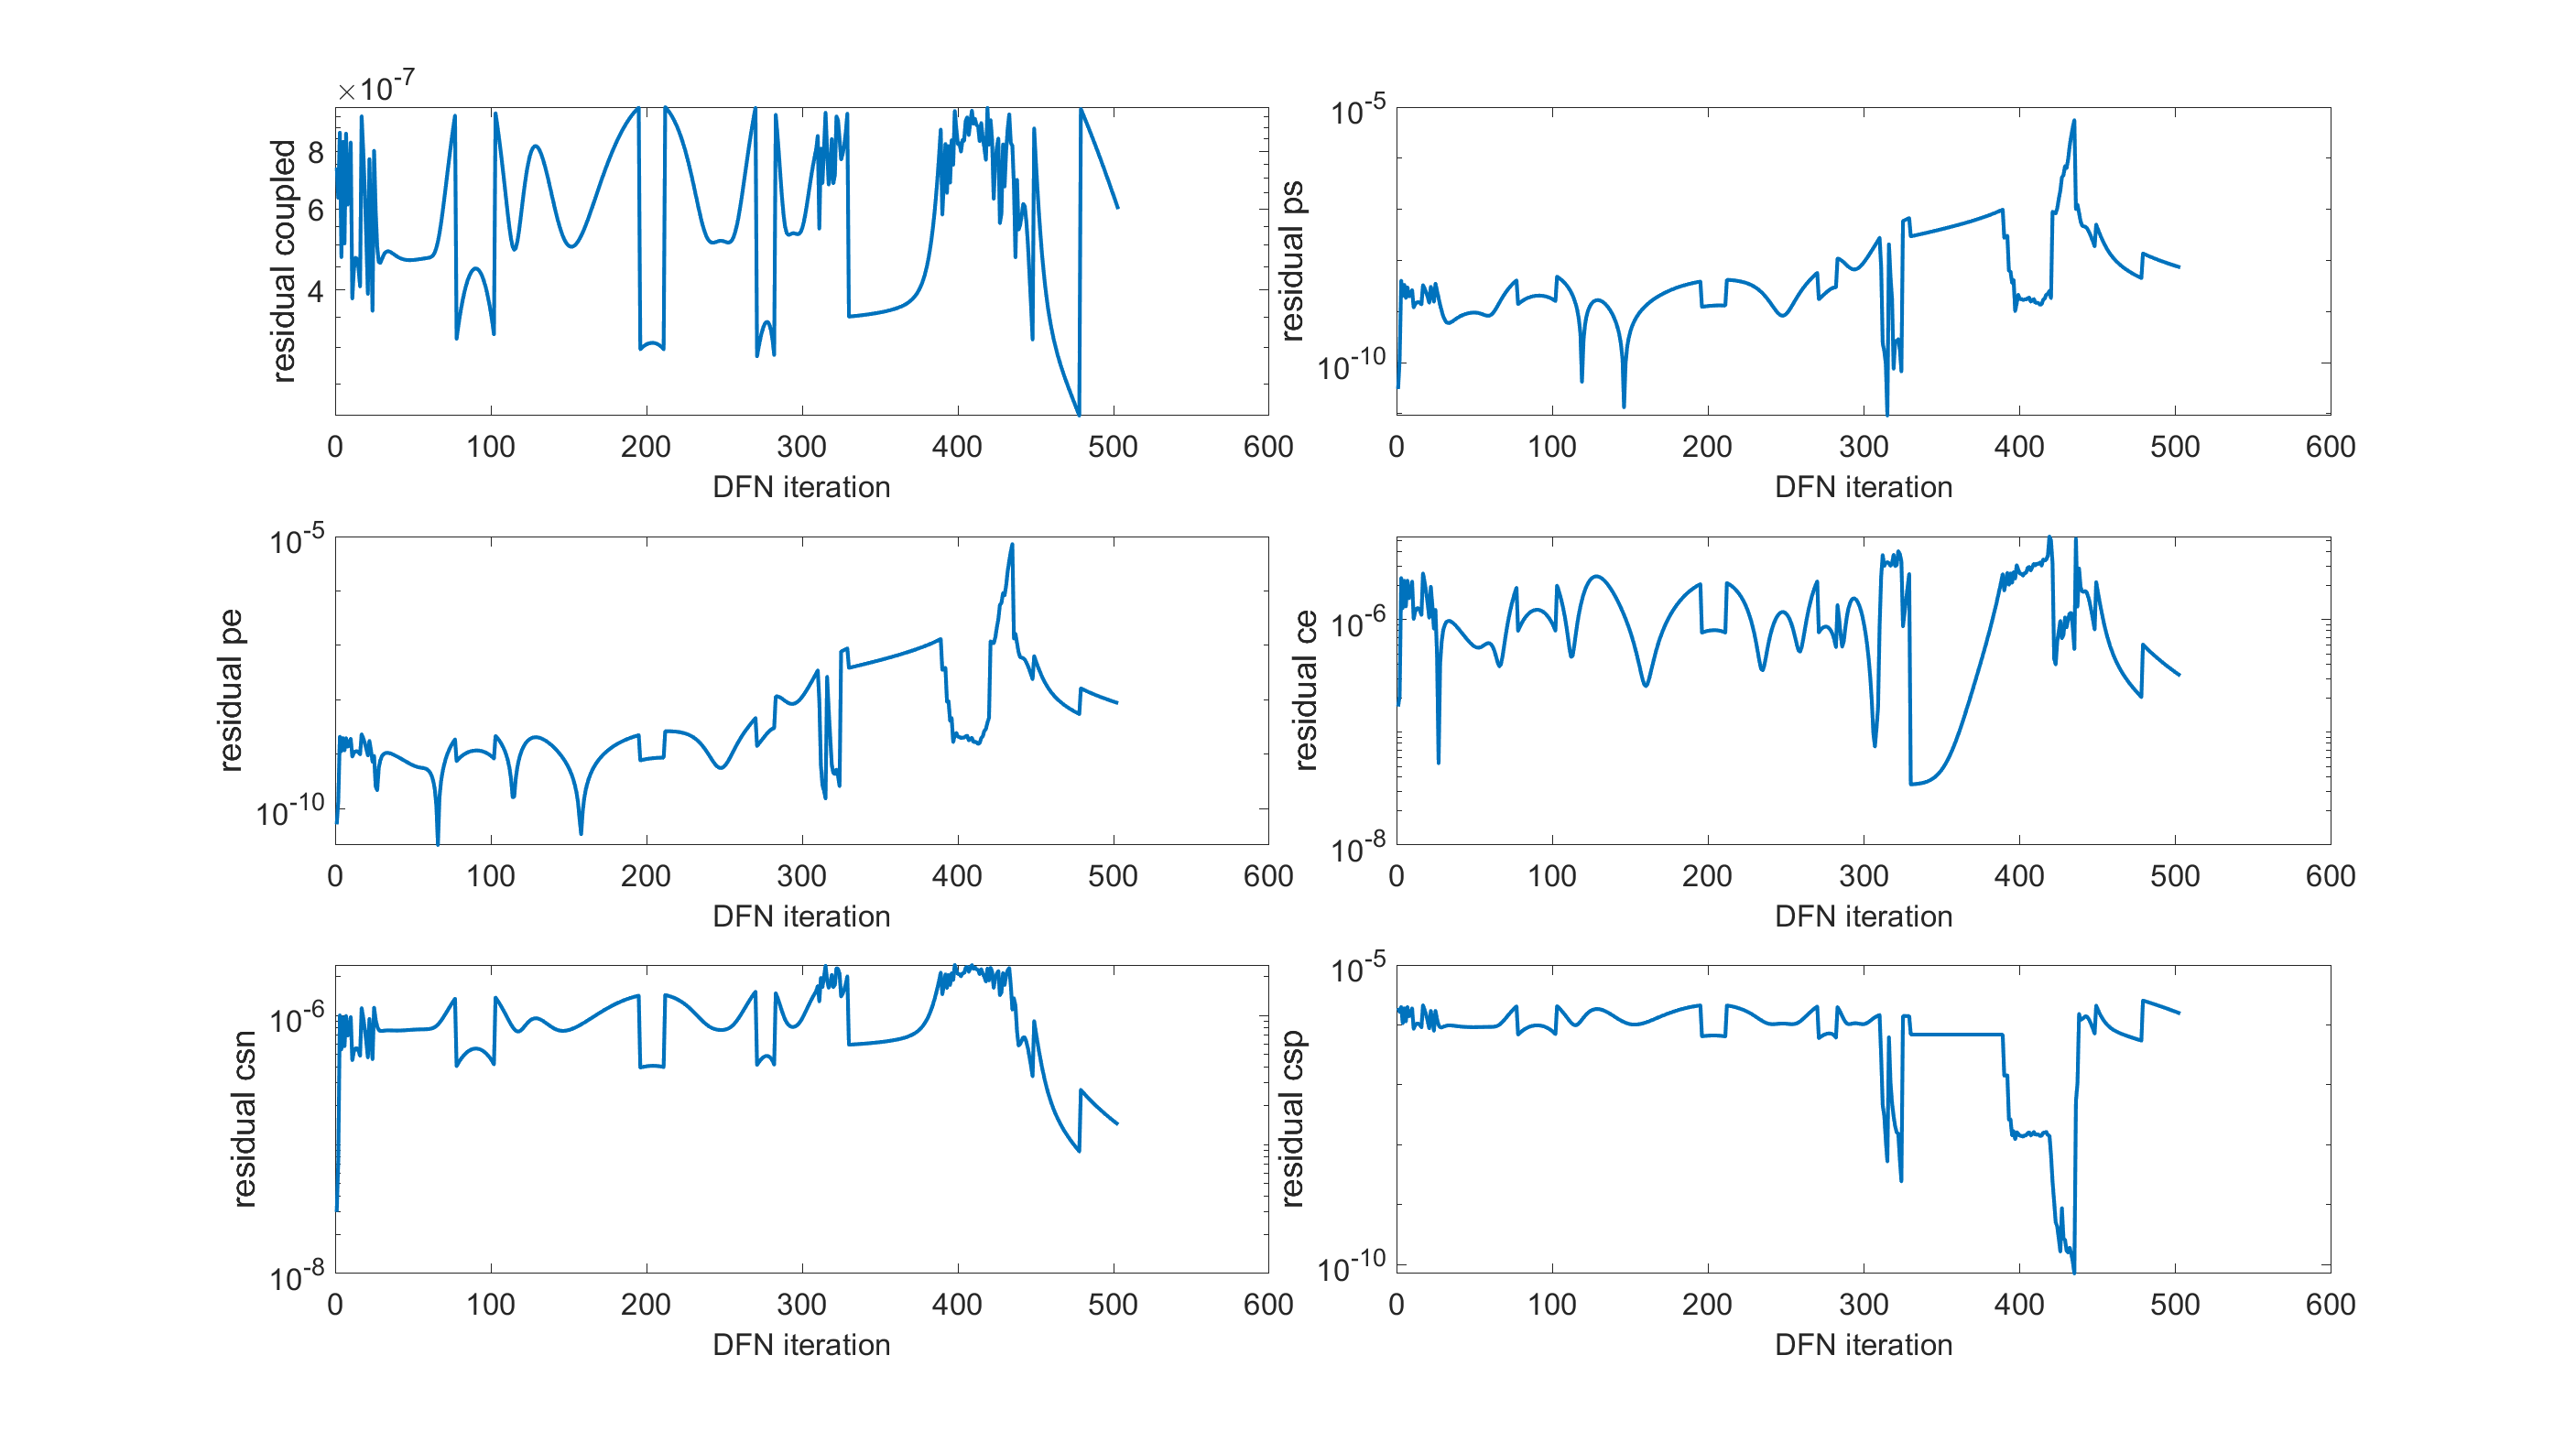 ×10-7
residual coupled
8
6
4
0 100 200 300 400 500 600
DFN iteration
residual ps
10-5
10-10
0 100 200 300 400 500 600
DFN iteration
residual pe
10-5
10-10
0 100 200 300 400 500 600
DFN iteration
residual ce
10-6
10-8
0 100 200 300 400 500 600
DFN iteration
residual csn
10-6
10-8
0 100 200 300 400 500 600
DFN iteration
residual csp
10-5
10-10
0 100 200 300 400 500 600
DFN iteration